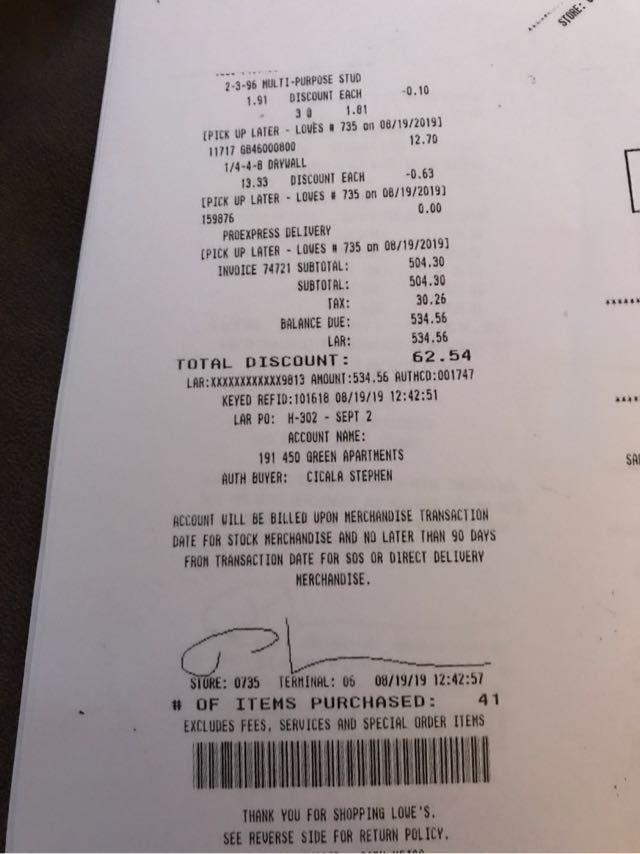 STORE:
2-3-96 MULTI-PURPOSE STUD
1.91 DISCOUNT EACH -0.10
3 @ 1.81
[PICK UP LATER - LOWES # 735 on 08/19/2019]
11717 GB46000800 12.70
1/4-4-8 DRYWALL
13.33 DISCOUNT EACH -0.63
[PICK UP LATER - LOWES # 735 on 08/19/2019]
159876 0.00
PROEXPRESS DELIVERY
[PICK UP LATER - LOWES # 735 on 08/19/2019]
INVOICE 74721 SUBTOTAL: 504.30
SUBTOTAL: 504.30
TAX: 30.26
BALANCE DUE: 534.56
LAR: 534.56
TOTAL DISCOUNT: 62.54
LAR:XXXXXXXXXXXX9813 AMOUNT:534.56 AUTHCD:001747
KEYED REFID:101618 08/19/19 12:42:51
LAR PO: H-302 - SEPT 2
ACCOUNT NAME:
191 450 GREEN APARTMENTS
AUTH BUYER: CICALA STEPHEN
ACCOUNT WILL BE BILLED UPON MERCHANDISE TRANSACTION
DATE FOR STOCK MERCHANDISE AND NO LATER THAN 90 DAYS
FROM TRANSACTION DATE FOR SOS OR DIRECT DELIVERY
MERCHANDISE.
STORE: 0735 TERMINAL: 06 08/19/19 12:42:57
# OF ITEMS PURCHASED: 41
EXCLUDES FEES, SERVICES AND SPECIAL ORDER ITEMS
THANK YOU FOR SHOPPING LOWE'S.
SEE REVERSE SIDE FOR RETURN POLICY.